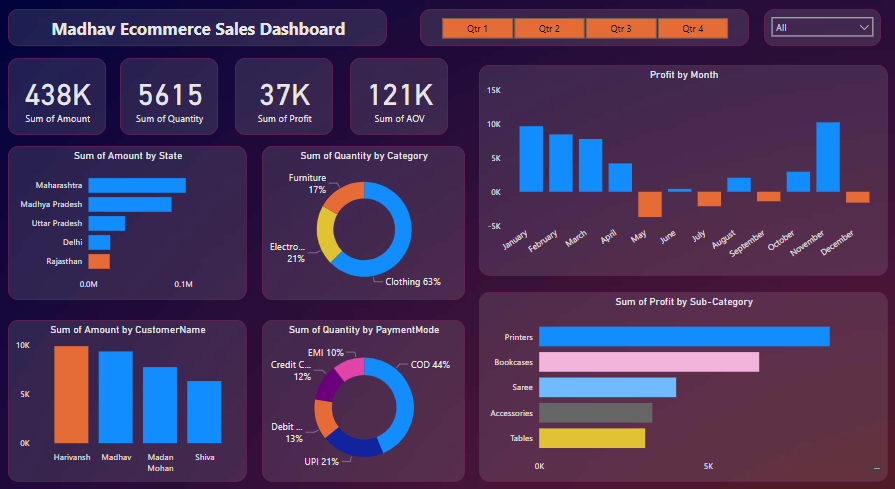 Madhav Ecommerce Sales Dashboard
Qtr 1 Qtr 2 Qtr 3 Qtr 4
All
438K
Sum of Amount
5615
Sum of Quantity
37K
Sum of Profit
121K
Sum of AOV
Profit by Month
15K
10K
5K
0K
-5K
January February March April May June July August September October November December
Sum of Amount by State
Maharashtra
Madhya Pradesh
Uttar Pradesh
Delhi
Rajasthan
0.0M 0.1M
Sum of Quantity by Category
Furniture
17%
Electro...
21%
Clothing 63%
Sum of Amount by CustomerName
10K
5K
0K
Harivansh Madhav Madan Mohan Shiva
Sum of Quantity by PaymentMode
EMI 10%
COD 44%
Credit C...
12%
Debit ...
13%
UPI 21%
Sum of Profit by Sub-Category
Printers
Bookcases
Saree
Accessories
Tables
0K 5K